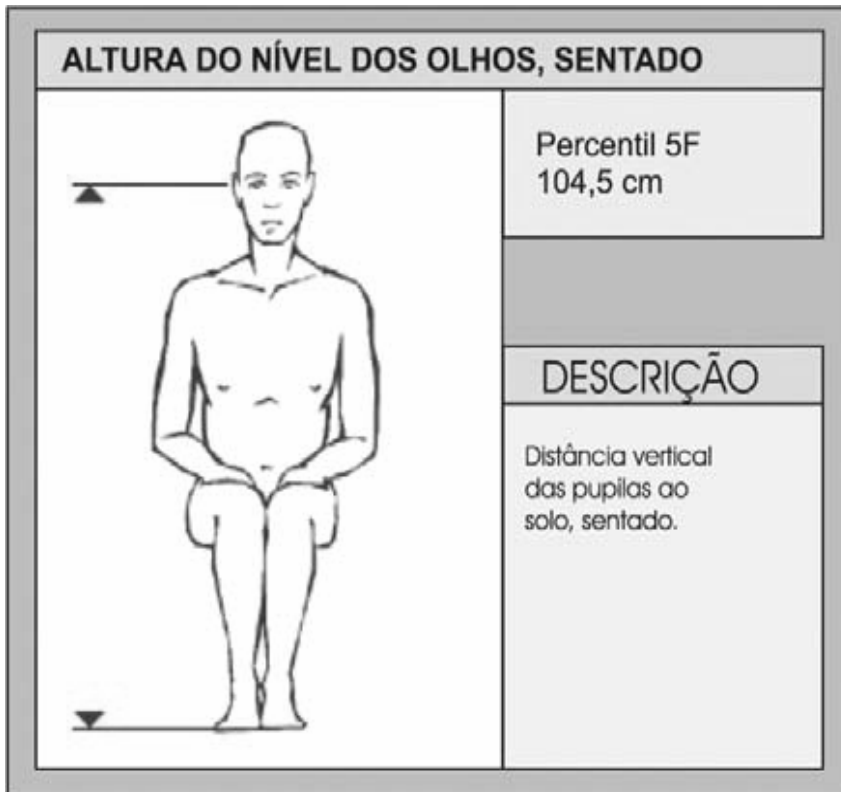 ALTURA DO NÍVEL DOS OLHOS, SENTADO
Percentil 5F
104,5 cm
DESCRIÇÃO
Distância vertical
das pupilas ao
solo, sentado.